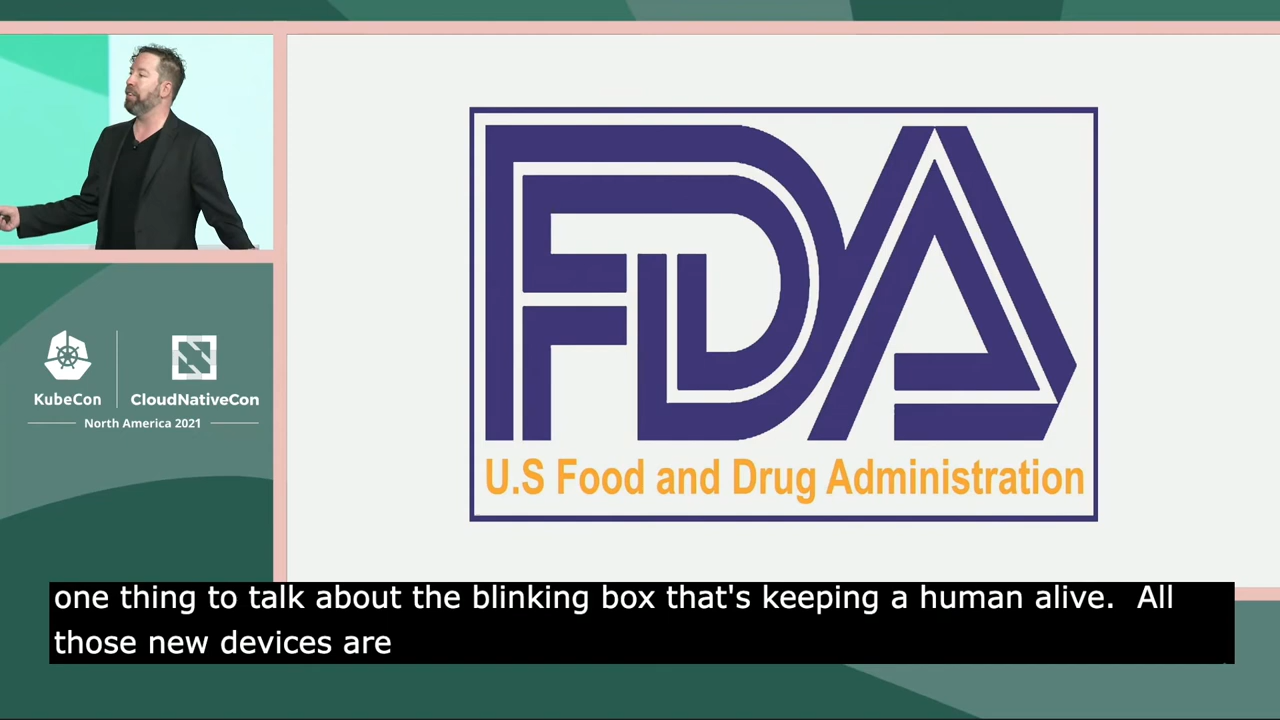 FDA
U.S Food and Drug Administration
KubeCon
CloudNativeCon
North America 2021
one thing to talk about the blinking box that's keeping a human alive.  All
those new devices are